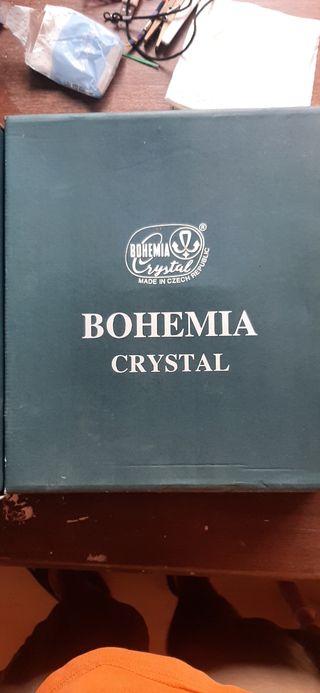 BOHEMIA
Crystal
®
MADE IN CZECH REPUBLIC
BOHEMIA
CRYSTAL